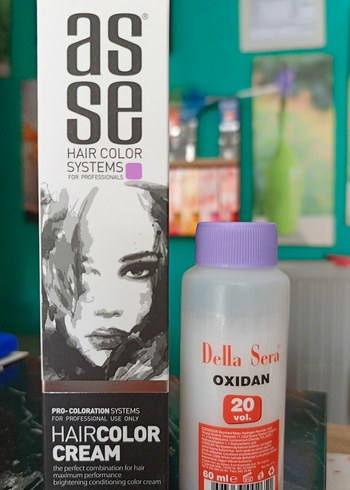 as
se®
HAIR COLOR
SYSTEMS
FOR PROFESSIONALS
PRO-COLORATION SYSTEMS
FOR PROFESSIONAL USE ONLY
HAIRCOLOR
CREAM
the perfect combination for hair
maximum performance
brightening conditioning color cream
Della Sera
OXIDAN
20
vol.
60 ml e